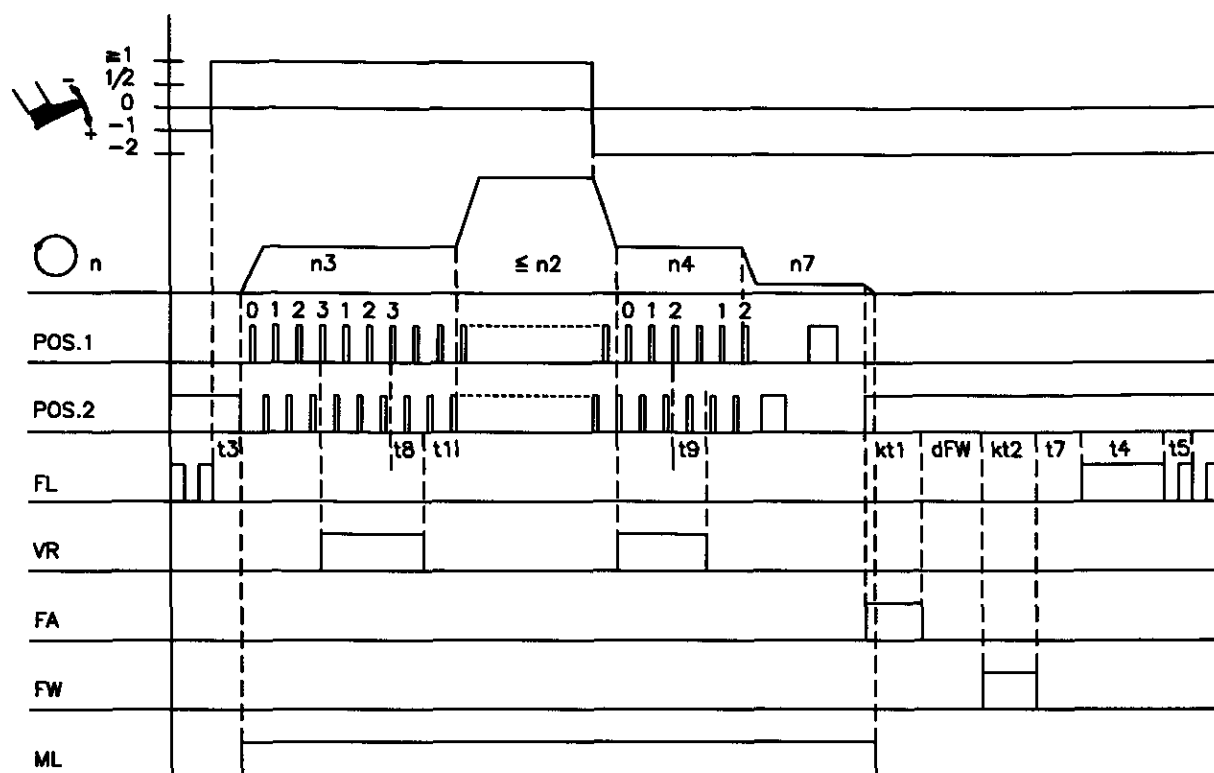 ≧1
1/2
0
-1
-2
-
+
n
n3
≦ n2
n4
n7
0 1 2 3 1 2 3
0 1 2 1 2
POS.1
POS.2
t3
t8
t1
t9
kt1
dFW
kt2
t7
t4
t5
FL
VR
FA
FW
ML